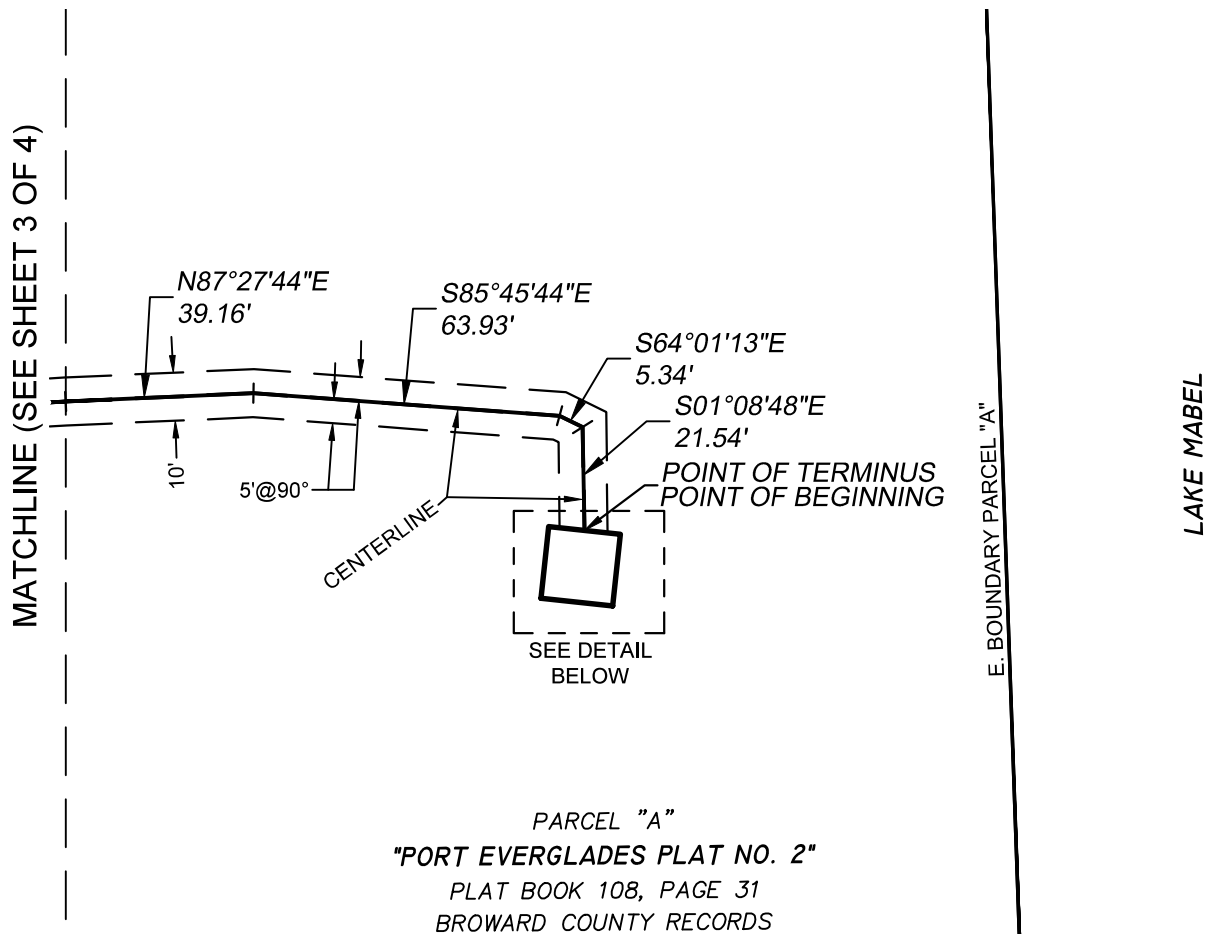 MATCHLINE (SEE SHEET 3 OF 4)
N87°27'44"E
39.16'
S85°45'44"E
63.93'
S64°01'13"E
5.34'
S01°08'48"E
21.54'
10'
5'@90°
CENTERLINE
POINT OF TERMINUS
POINT OF BEGINNING
SEE DETAIL
BELOW
E. BOUNDARY PARCEL "A"
LAKE MABEL
PARCEL "A"
"PORT EVERGLADES PLAT NO. 2"
PLAT BOOK 108, PAGE 31
BROWARD COUNTY RECORDS